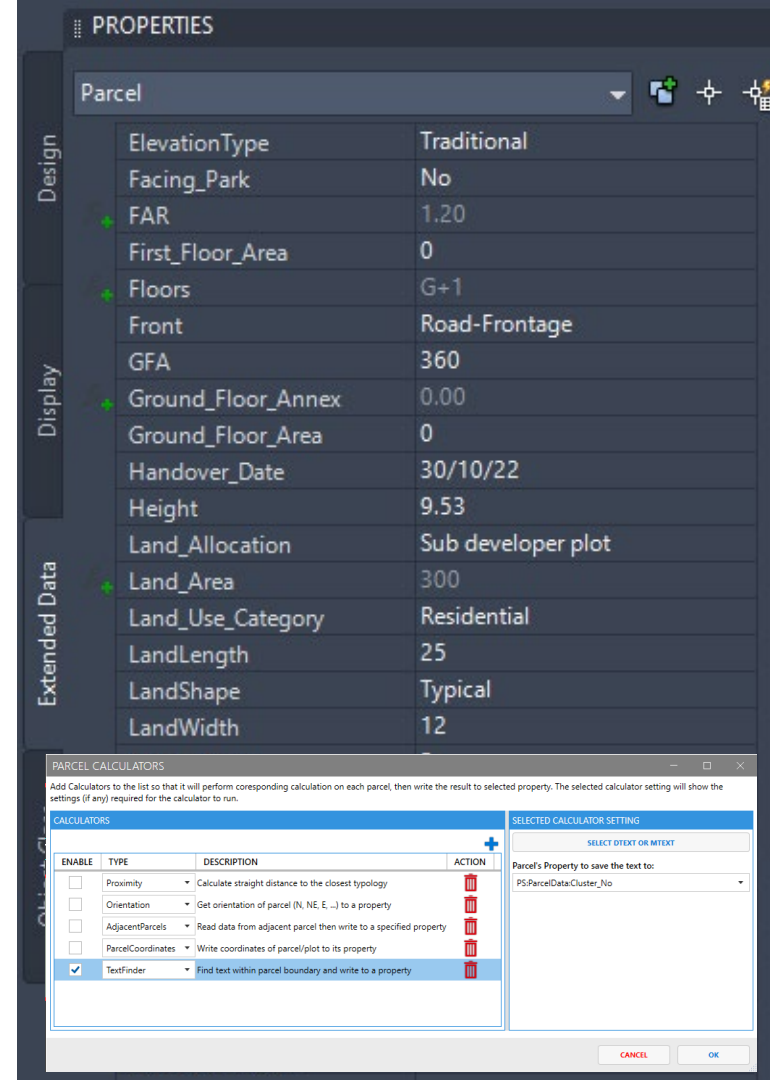 PROPERTIES
Parcel
Design
Display
Extended Data
ElevationType Traditional
Facing_Park No
FAR 1.20
First_Floor_Area 0
Floors G+1
Front Road-Frontage
GFA 360
Ground_Floor_Annex 0.00
Ground_Floor_Area 0
Handover_Date 30/10/22
Height 9.53
Land_Allocation Sub developer plot
Land_Area 300
Land_Use_Category Residential
LandLength 25
LandShape Typical
LandWidth 12
PARCEL CALCULATORS
Add Calculators to the list so that it will perform coresponding calculation on each parcel, then write the result to selected property. The selected calculator setting will show the
settings (if any) required for the calculator to run.
CALCULATORS
ENABLE TYPE DESCRIPTION ACTION
Proximity Calculate straight distance to the closest typology
Orientation Get orientation of parcel (N, NE, E, ...) to a property
AdjacentParcels Read data from adjacent parcel then write to a specified property
ParcelCoordinates Write coordinates of parcel/plot to its property
TextFinder Find text within parcel boundary and write to a property
SELECTED CALCULATOR SETTING
SELECT DTEXT OR MTEXT
Parcel's Property to save the text to:
PS:ParcelData:Cluster_No
CANCEL OK